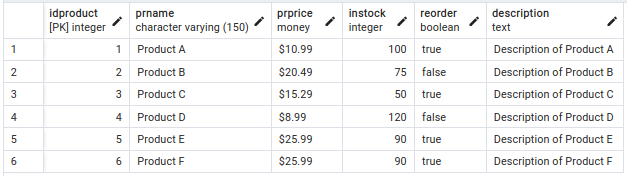 idproduct prname prprice instock reorder description
[PK] integer character varying (150) money integer boolean text
1 1 Product A $10.99 100 true Description of Product A
2 2 Product B $20.49 75 false Description of Product B
3 3 Product C $15.29 50 true Description of Product C
4 4 Product D $8.99 120 false Description of Product D
5 5 Product E $25.99 90 true Description of Product E
6 6 Product F $25.99 90 true Description of Product F